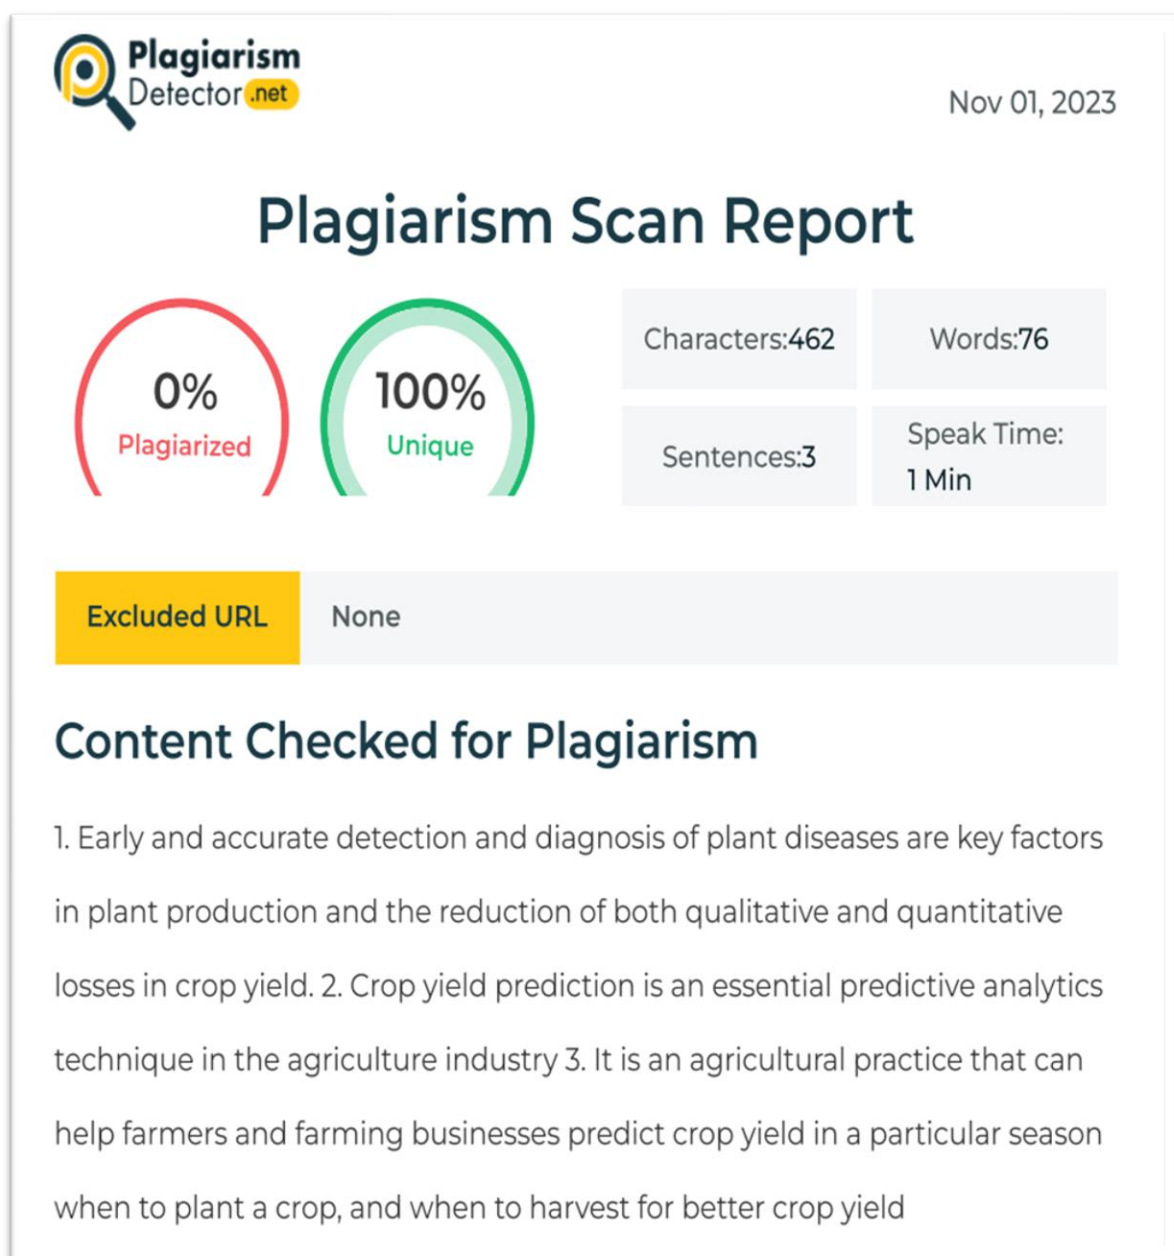 Plagiarism
Detector .net
Nov 01, 2023
Plagiarism Scan Report
0%
Plagiarized
100%
Unique
Characters:462
Words:76
Sentences:3
Speak Time:
1 Min
Excluded URL
None
Content Checked for Plagiarism
1. Early and accurate detection and diagnosis of plant diseases are key factors
in plant production and the reduction of both qualitative and quantitative
losses in crop yield. 2. Crop yield prediction is an essential predictive analytics
technique in the agriculture industry 3. It is an agricultural practice that can
help farmers and farming businesses predict crop yield in a particular season
when to plant a crop, and when to harvest for better crop yield